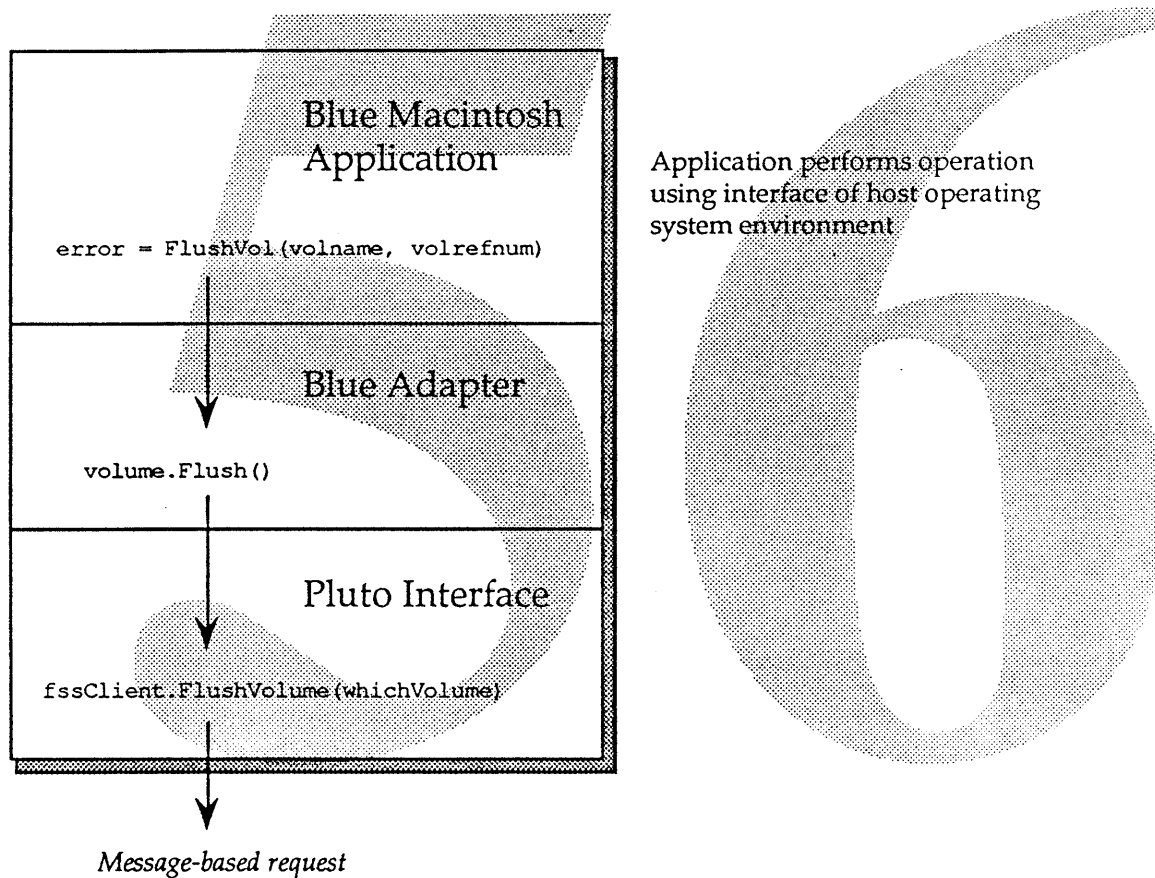 Blue Macintosh
Application
error = FlushVol(volname, volrefnum)
Application performs operation
using interface of host operating
system environment
Blue Adapter
volume.Flush()
Pluto Interface
fssClient.FlushVolume(whichVolume)
Message-based request
56